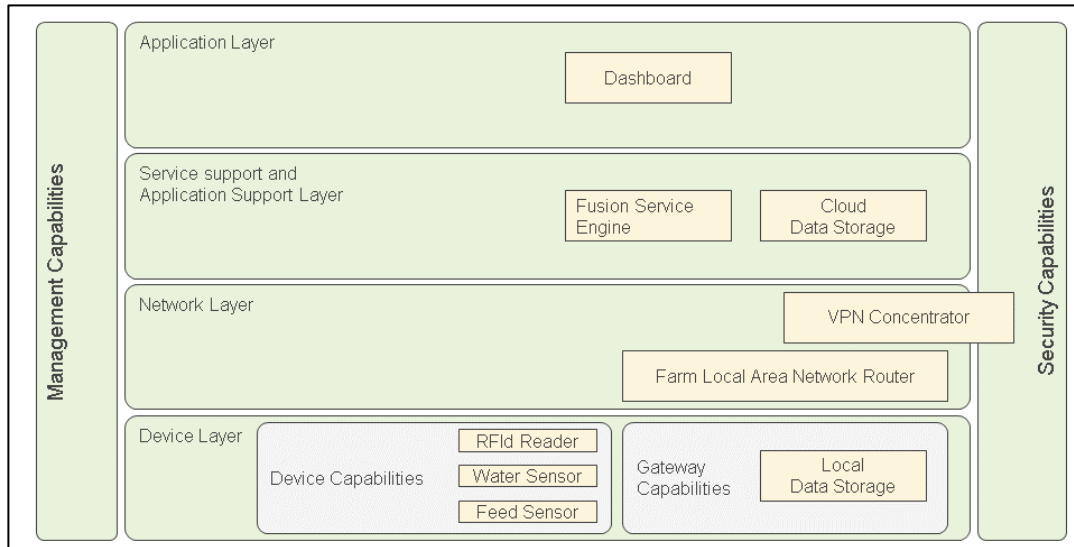 Management Capabilities
Application Layer
Dashboard
Service support and
Application Support Layer
Fusion Service
Engine
Cloud
Data Storage
Network Layer
VPN Concentrator
Farm Local Area Network Router
Device Layer
Device Capabilities
RFId Reader
Water Sensor
Feed Sensor
Gateway
Capabilities
Local
Data Storage
Security Capabilities